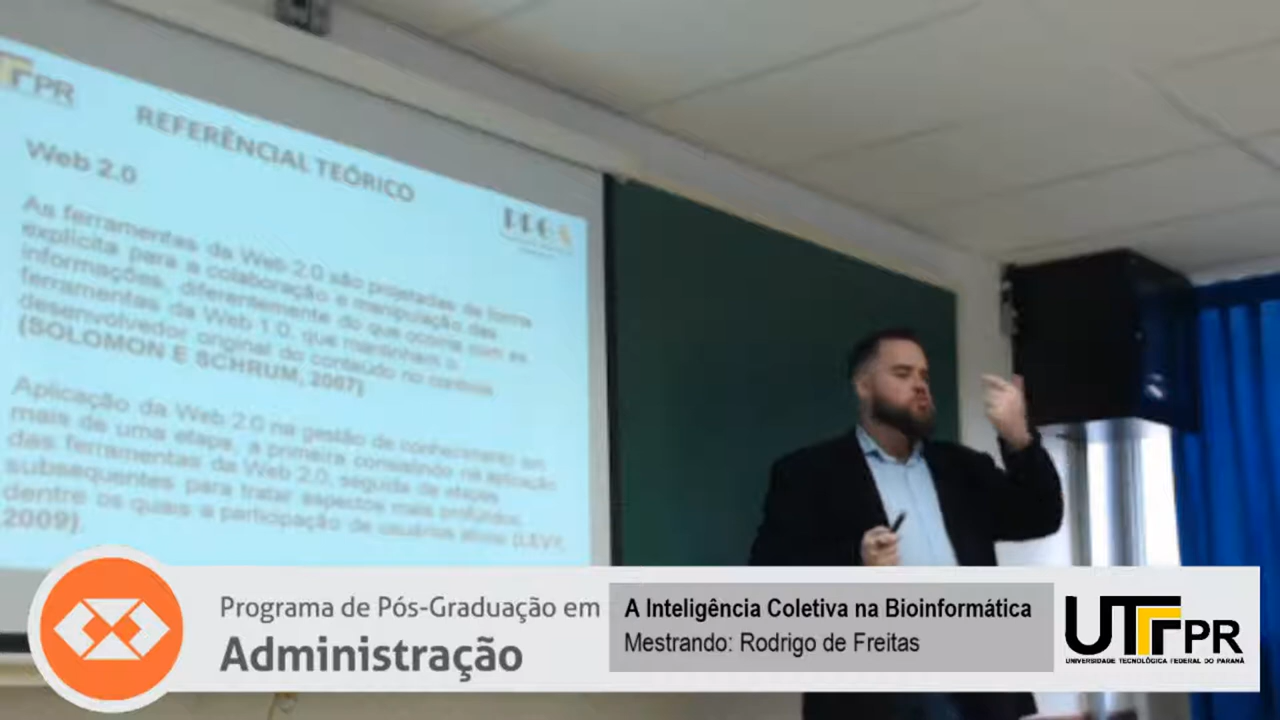 UTFPR
REFERÊNCIAL TEÓRICO
Web 2.0
PPGA
As ferramentas da Web 2.0 são projetadas de forma
explícita para a colaboração e manipulação das
informações, diferentemente do que ocorria com as
ferramentas da Web 1.0, que mantinham o
desenvolvedor original do conteúdo no controle
(SOLOMON E SCHRUM, 2007)
Aplicação da Web 2.0 na gestão de conhecimento em
mais de uma etapa, a primeira consistindo na aplicação
das ferramentas da Web 2.0, seguida de etapas
subsequentes para tratar aspectos mais profundos,
dentre os quais a participação de usuários ativos (LEVY,
2009).
Programa de Pós-Graduação em
Administração
A Inteligência Coletiva na Bioinformática
Mestrando: Rodrigo de Freitas
UTFPR
UNIVERSIDADE TECNOLÓGICA FEDERAL DO PARANÁ